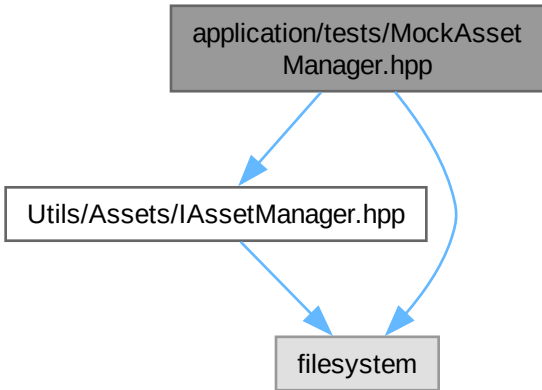 application/tests/MockAsset
Manager.hpp
Utils/Assets/IAssetManager.hpp
filesystem